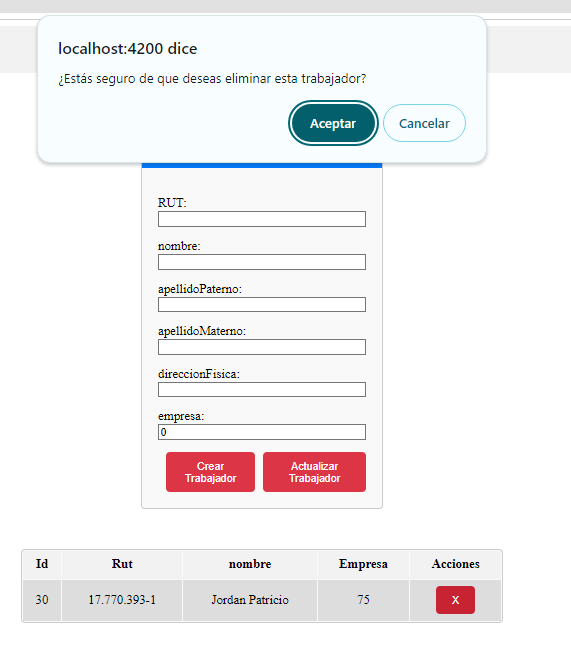 localhost:4200 dice
¿Estás seguro de que deseas eliminar esta trabajador?
Aceptar Cancelar
RUT:
nombre:
apellidoPaterno:
apellidoMaterno:
direccionFisica:
empresa:
0
Crear Trabajador Actualizar Trabajador
Id Rut nombre Empresa Acciones
30 17.770.393-1 Jordan Patricio 75 X